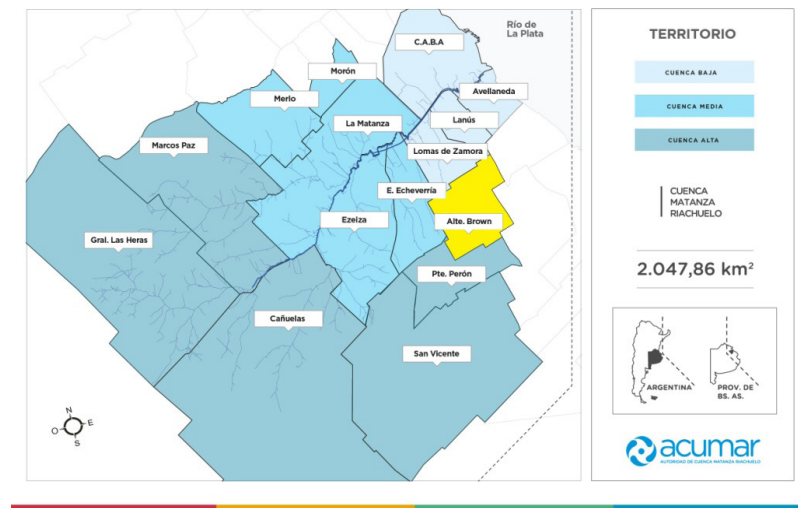 Río de
La Plata
C.A.B.A
Morón
Avellaneda
Merlo
Lanús
La Matanza
Marcos Paz
Lomas de Zamora
E. Echeverría
Ezeiza
Alte. Brown
Gral. Las Heras
Pte. Perón
Cañuelas
San Vicente
N
O
E
S
TERRITORIO
CUENCA BAJA
CUENCA MEDIA
CUENCA ALTA
CUENCA
MATANZA
RIACHUELO
2.047,86 km²
ARGENTINA
PROV. DE
BS. AS.
acumar
AUTORIDAD DE CUENCA MATANZA RIACHUELO